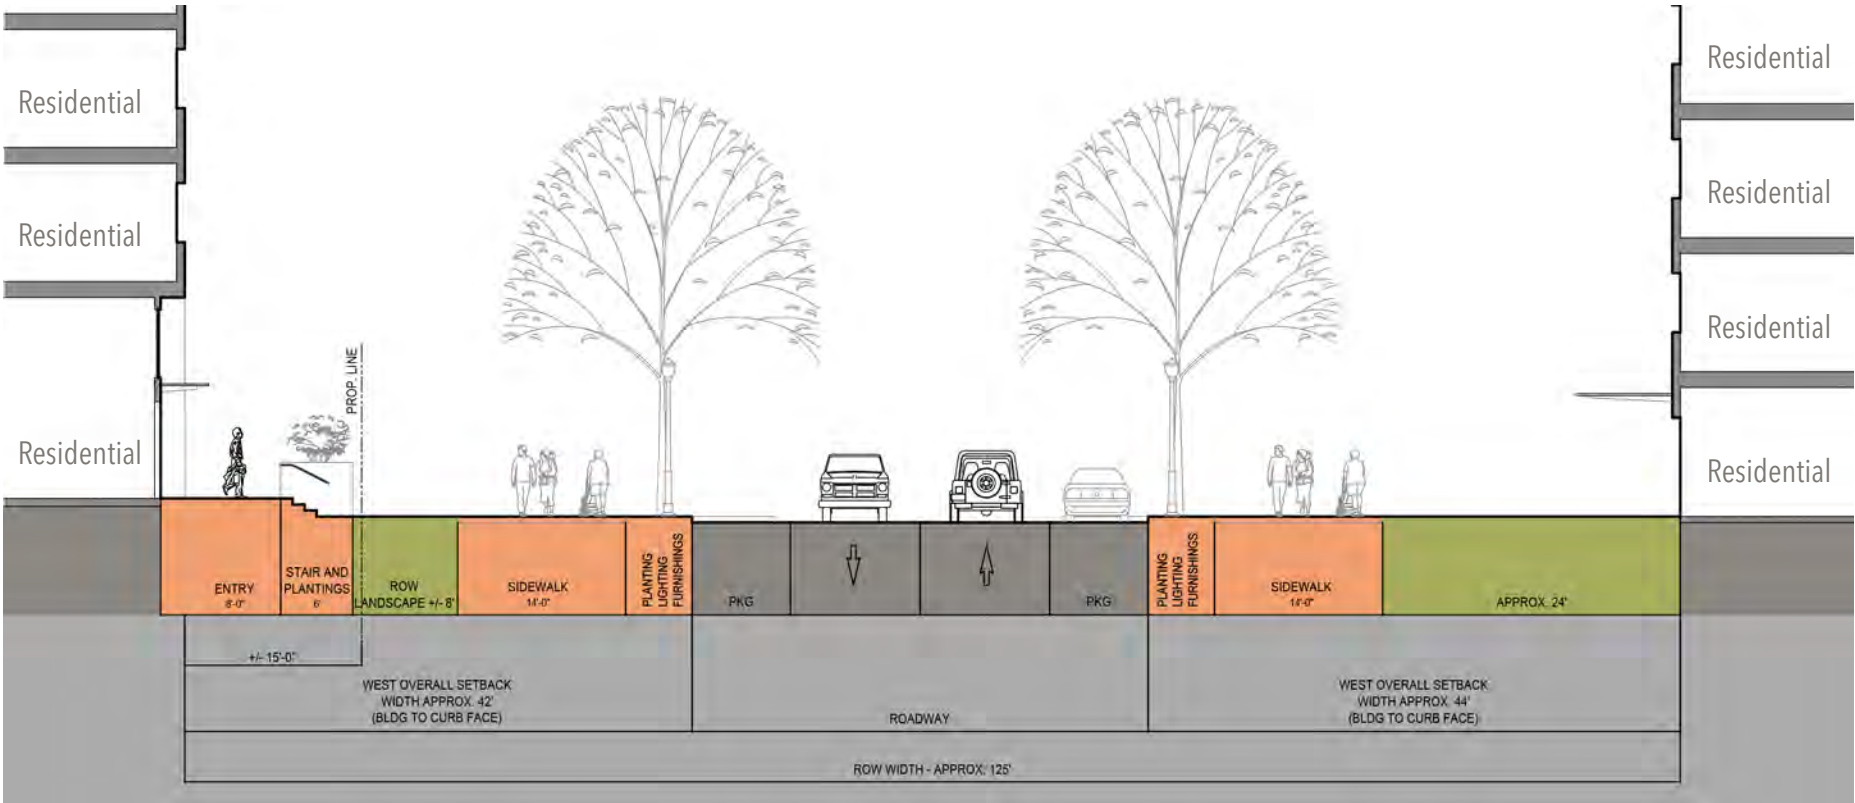 Residential
Residential
Residential
Residential
Residential
Residential
Residential
PROP. LINE
ENTRY
8'-0"
STAIR AND
PLANTINGS
6'
ROW
LANDSCAPE +/- 8'
SIDEWALK
14'-0"
PLANTING
LIGHTING
FURNISHINGS
PKG
PKG
PLANTING
LIGHTING
FURNISHINGS
SIDEWALK
14'-0"
APPROX. 24'
+/- 15'-0"
WEST OVERALL SETBACK
WIDTH APPROX. 42'
(BLDG TO CURB FACE)
ROADWAY
WEST OVERALL SETBACK
WIDTH APPROX. 44'
(BLDG TO CURB FACE)
ROW WIDTH - APPROX. 125'